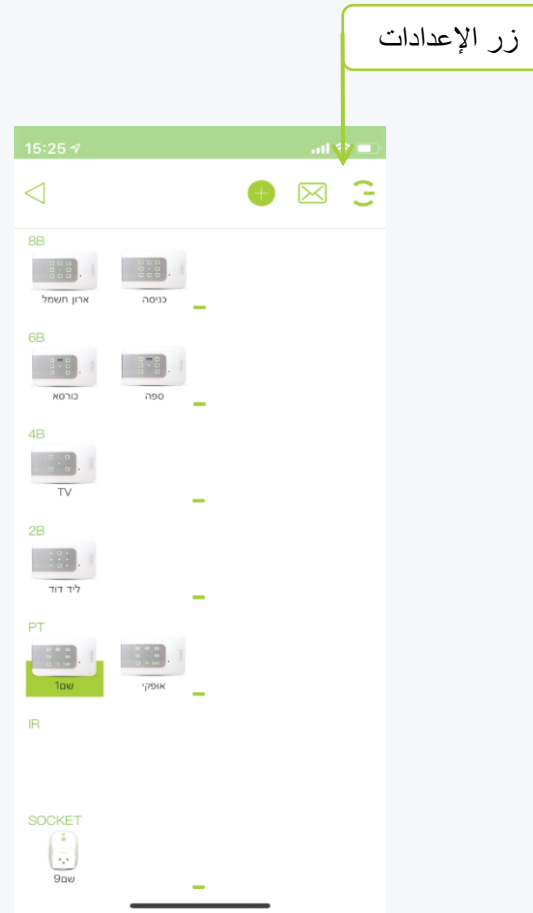 زر الإعدادات
15:25
8B
ארון חשמל
כניסה
6B
כורסא
ספה
4B
TV
2B
ליד דוד
PT
שם1
אופקי
IR
SOCKET
שם9